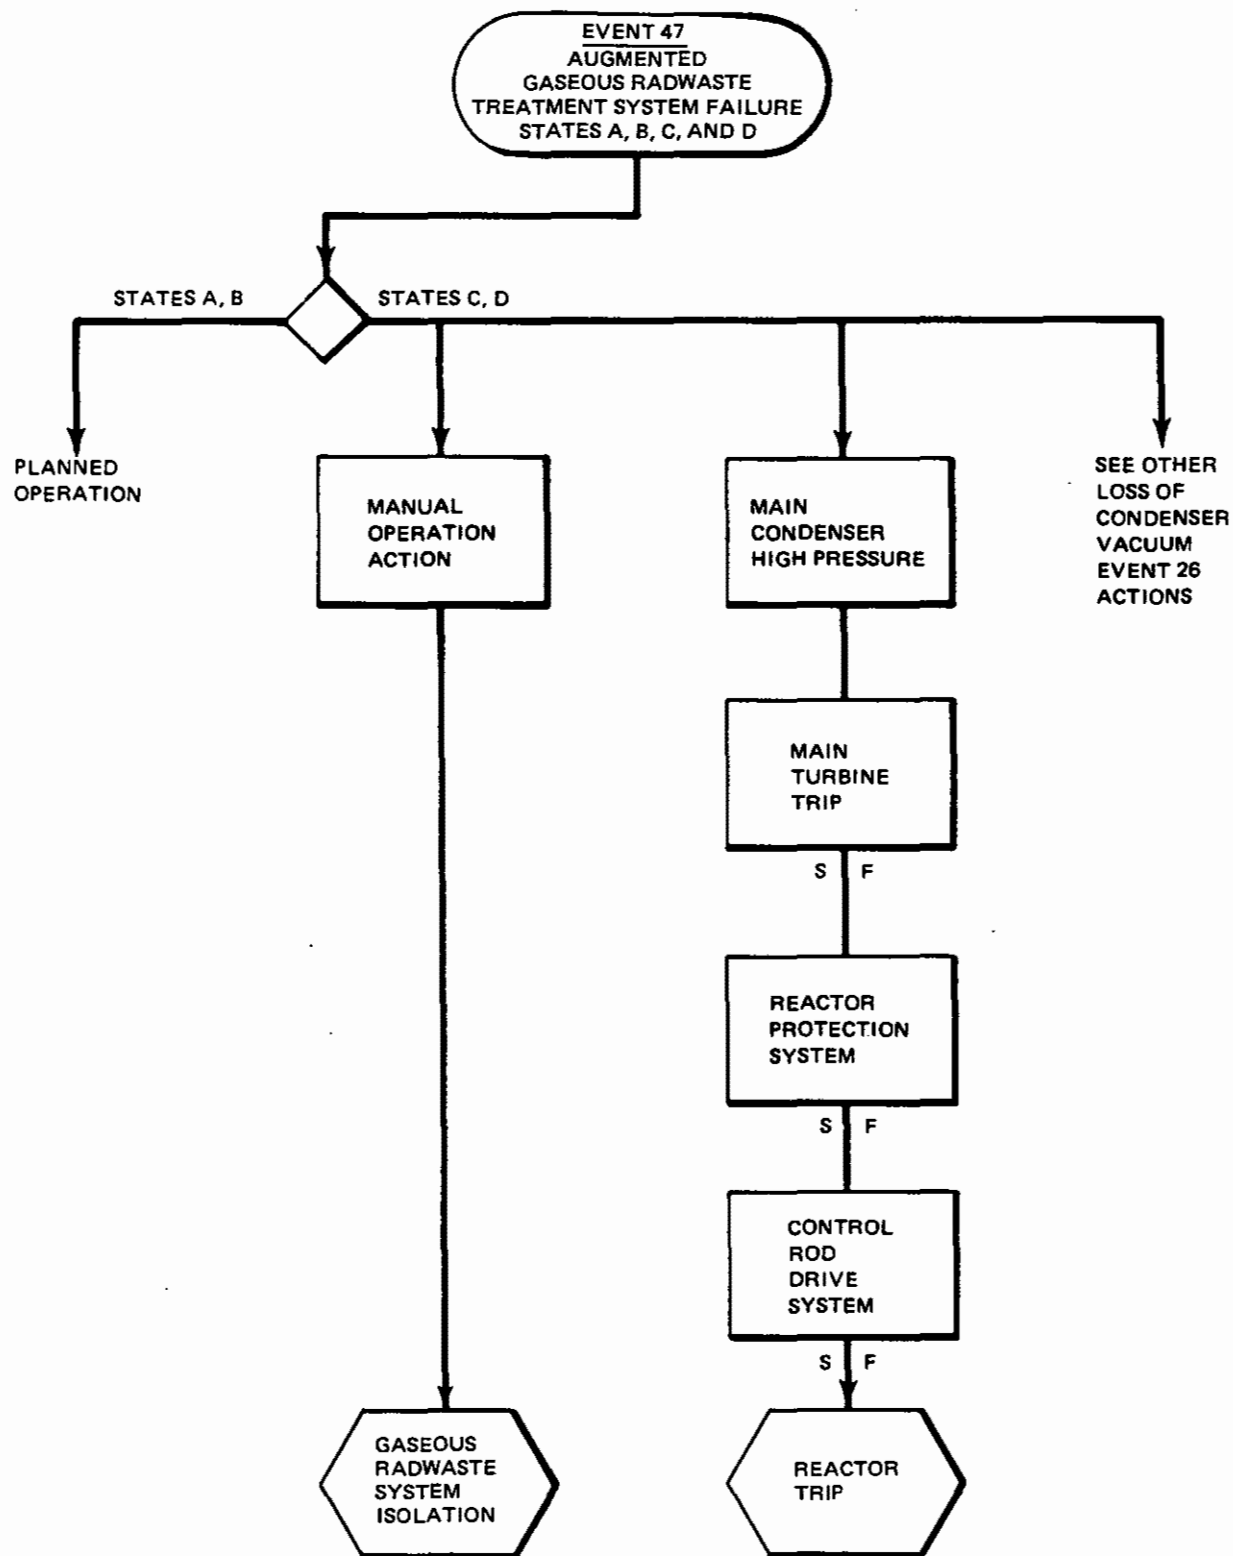 EVENT 47
AUGMENTED
GASEOUS RADWASTE
TREATMENT SYSTEM FAILURE
STATES A, B, C, AND D
STATES A, B
STATES C, D
PLANNED
OPERATION
MANUAL
OPERATION
ACTION
MAIN
CONDENSER
HIGH PRESSURE
SEE OTHER
LOSS OF
CONDENSER
VACUUM
EVENT 26
ACTIONS
MAIN
TURBINE
TRIP
S F
REACTOR
PROTECTION
SYSTEM
S F
CONTROL
ROD
DRIVE
SYSTEM
S F
GASEOUS
RADWASTE
SYSTEM
ISOLATION
REACTOR
TRIP